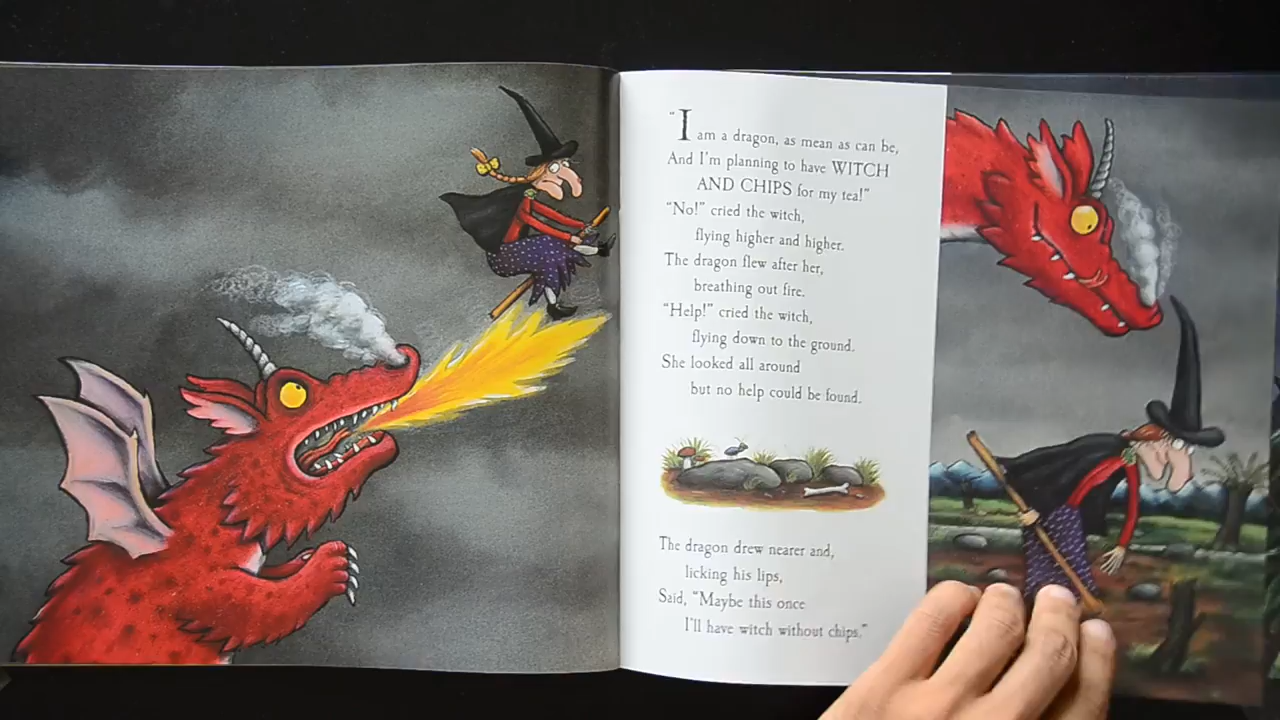 "I am a dragon, as mean as can be,
And I'm planning to have WITCH
AND CHIPS for my tea!"
"No!" cried the witch,
flying higher and higher.
The dragon flew after her,
breathing out fire.
"Help!" cried the witch,
flying down to the ground.
She looked all around
but no help could be found.
The dragon drew nearer and,
licking his lips,
Said, "Maybe this once
I'll have witch without chips."